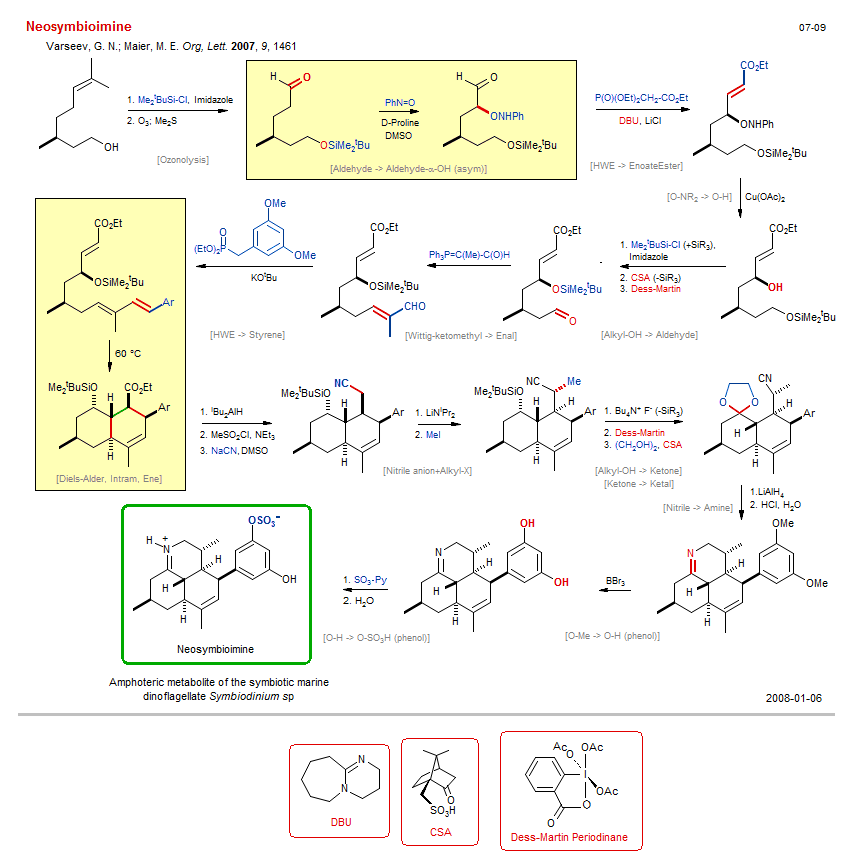 Neosymbioimine
07-09
Varseev, G. N.; Maier, M. E. Org, Lett. 2007, 9, 1461
1. Me2tBuSi-Cl, Imidazole
2. O3; Me2S
OH
[Ozonolysis]
H
O
OSiMe2tBu
PhN=O
D-Proline
DMSO
H
O
ONHPh
OSiMe2tBu
[Aldehyde -> Aldehyde-α-OH (asym)]
P(O)(OEt)2CH2-CO2Et
DBU, LiCl
[HWE -> EnoateEster]
CO2Et
ONHPh
OSiMe2tBu
[O-NR2 -> O-H]
Cu(OAc)2
CO2Et
OH
OSiMe2tBu
1. Me2tBuSi-Cl (+SiR3),
Imidazole
2. CSA (-SiR3)
3. Dess-Martin
[Alkyl-OH -> Aldehyde]
CO2Et
OSiMe2tBu
O
Ph3P=C(Me)-C(O)H
[Wittig-ketomethyl -> Enal]
CO2Et
OSiMe2tBu
CHO
OMe
O
(EtO)2P
OMe
KOtBu
[HWE -> Styrene]
CO2Et
OSiMe2tBu
Ar
60 °C
Me2tBuSiO
CO2Et
H
Ar
H
[Diels-Alder, Intram, Ene]
1. iBu2AlH
2. MeSO2Cl, NEt3
3. NaCN, DMSO
NC
Me2tBuSiO
H
Ar
H
1. LiNiPr2
2. MeI
[Nitrile anion+Alkyl-X]
NC
Me
Me2tBuSiO
H
H
Ar
H
1. Bu4N+ F- (-SiR3)
2. Dess-Martin
3. (CH2OH)2, CSA
[Alkyl-OH -> Ketone]
[Ketone -> Ketal]
CN
O
O
H
H
Ar
H
1.LiAlH4
2. HCl, H2O
[Nitrile -> Amine]
OMe
N
H
OMe
H
H
BBr3
[O-Me -> O-H (phenol)]
OH
N
H
OH
H
H
1. SO3-Py
2. H2O
[O-H -> O-SO3H (phenol)]
OSO3-
H
+
N
H
OH
H
H
Neosymbioimine
Amphoteric metabolite of the symbiotic marine
dinoflagellate Symbiodinium sp
2008-01-06
N
N
DBU
O
SO3H
CSA
AcO
OAc
I
OAc
O
O
Dess-Martin Periodinane